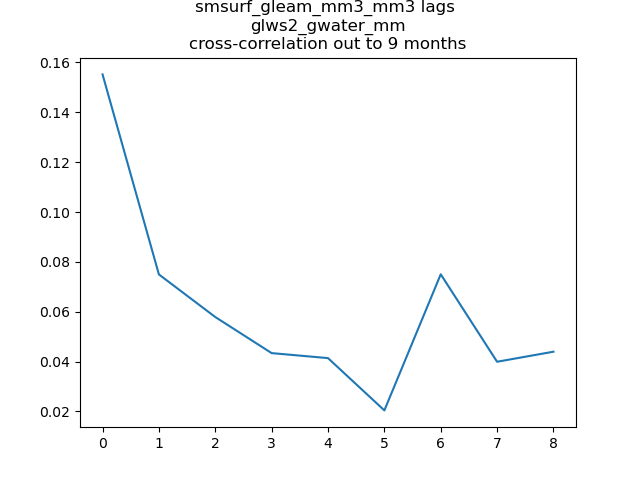 smsurf_gleam_mm3_mm3 lags
glws2_gwater_mm
cross-correlation out to 9 months
0.16
0.14
0.12
0.10
0.08
0.06
0.04
0.02
0 1 2 3 4 5 6 7 8